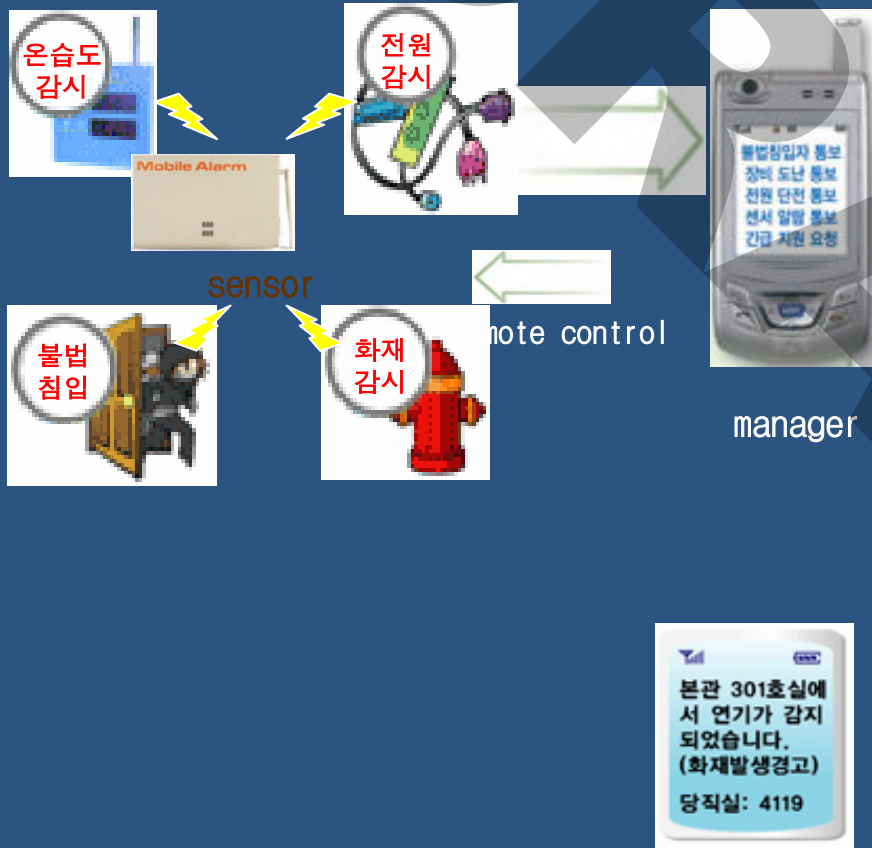 온습도
감시
전원
감시
Mobile Alarm
불법침입자 통보
장비 도난 통보
전원 단전 통보
센서 알람 통보
긴급 지원 요청
sensor
불법
침입
화재
감시
mote control
manager
본관 301호실에
서 연기가 감지
되었습니다.
(화재발생경고)
당직실: 4119